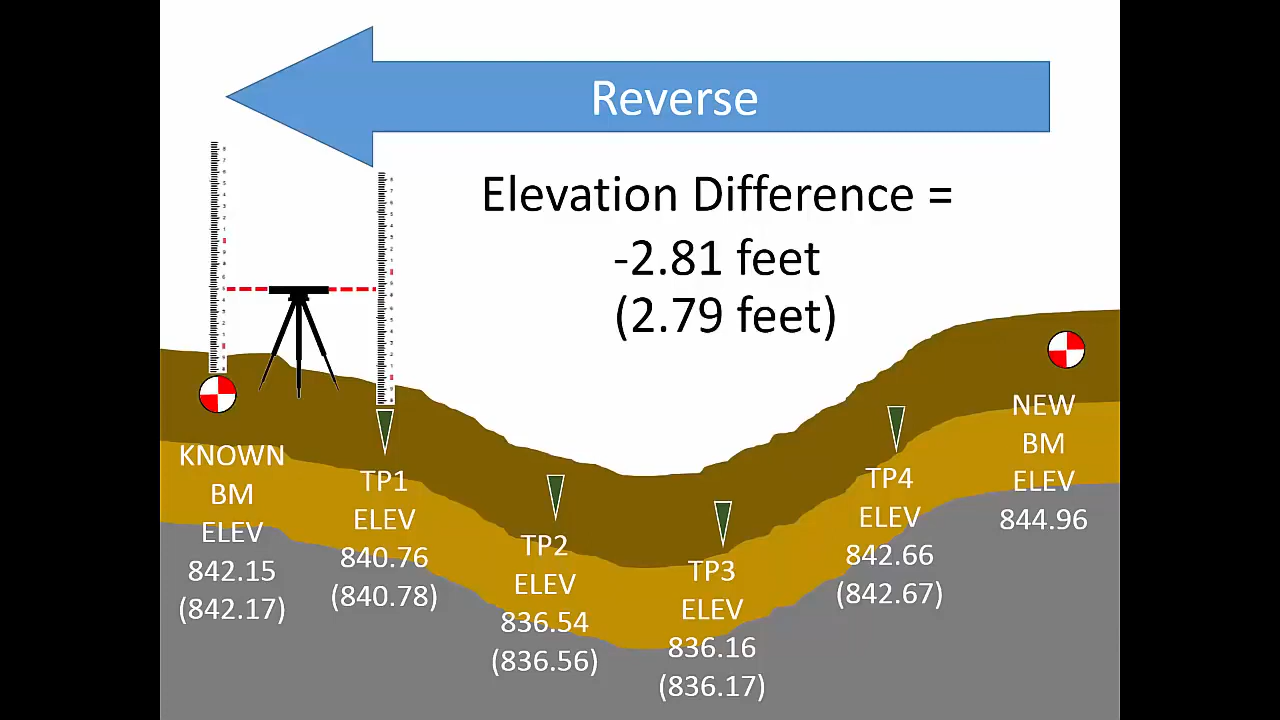 Reverse
Elevation Difference =
-2.81 feet
(2.79 feet)
KNOWN
BM
ELEV
842.15
(842.17)
TP1
ELEV
840.76
(840.78)
TP2
ELEV
836.54
(836.56)
TP3
ELEV
836.16
(836.17)
TP4
ELEV
842.66
(842.67)
NEW
BM
ELEV
844.96